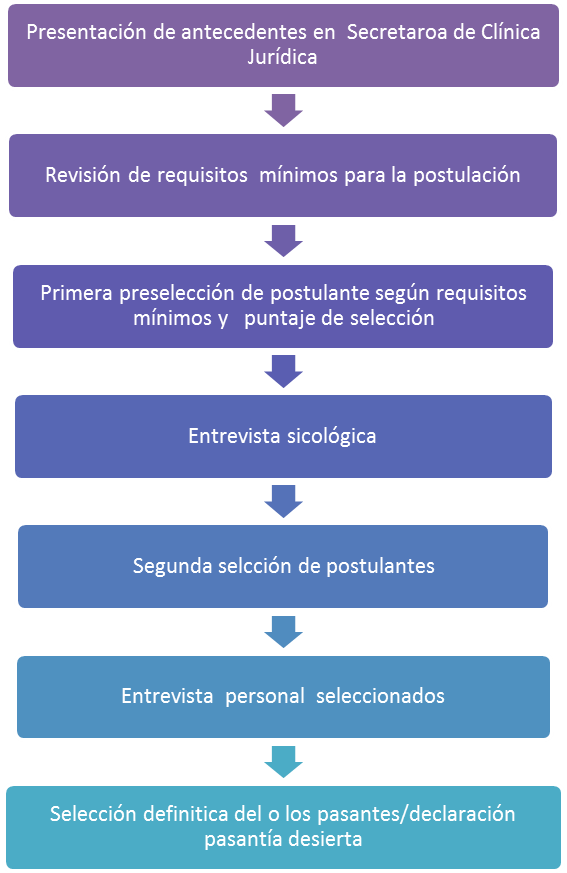 Presentación de antecedentes en Secretaroa de Clínica
Jurídica
Revisión de requisitos mínimos para la postulación
Primera preselección de postulante según requisitos
mínimos y puntaje de selección
Entrevista sicológica
Segunda selcción de postulantes
Entrevista personal seleccionados
Selección definitica del o los pasantes/declaración
pasantía desierta